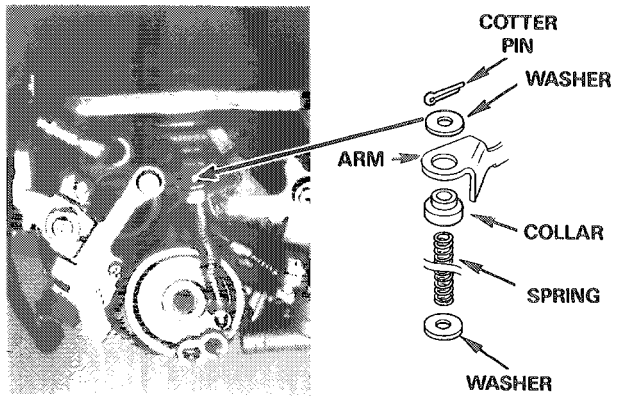 COTTER
PIN
WASHER
ARM
COLLAR
SPRING
WASHER